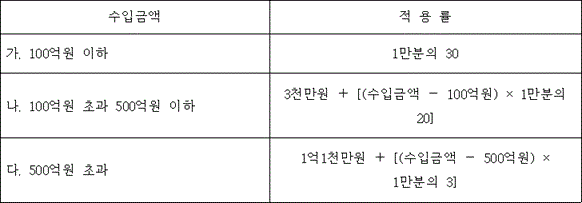 수입금액
적 용 률
가. 100억원 이하
1만분의 30
나. 100억원 초과 500억원 이하
3천만원 + [(수입금액 - 100억원) × 1만분의
20]
다. 500억원 초과
1억1천만원 + [(수입금액 - 500억원) ×
1만분의 3]